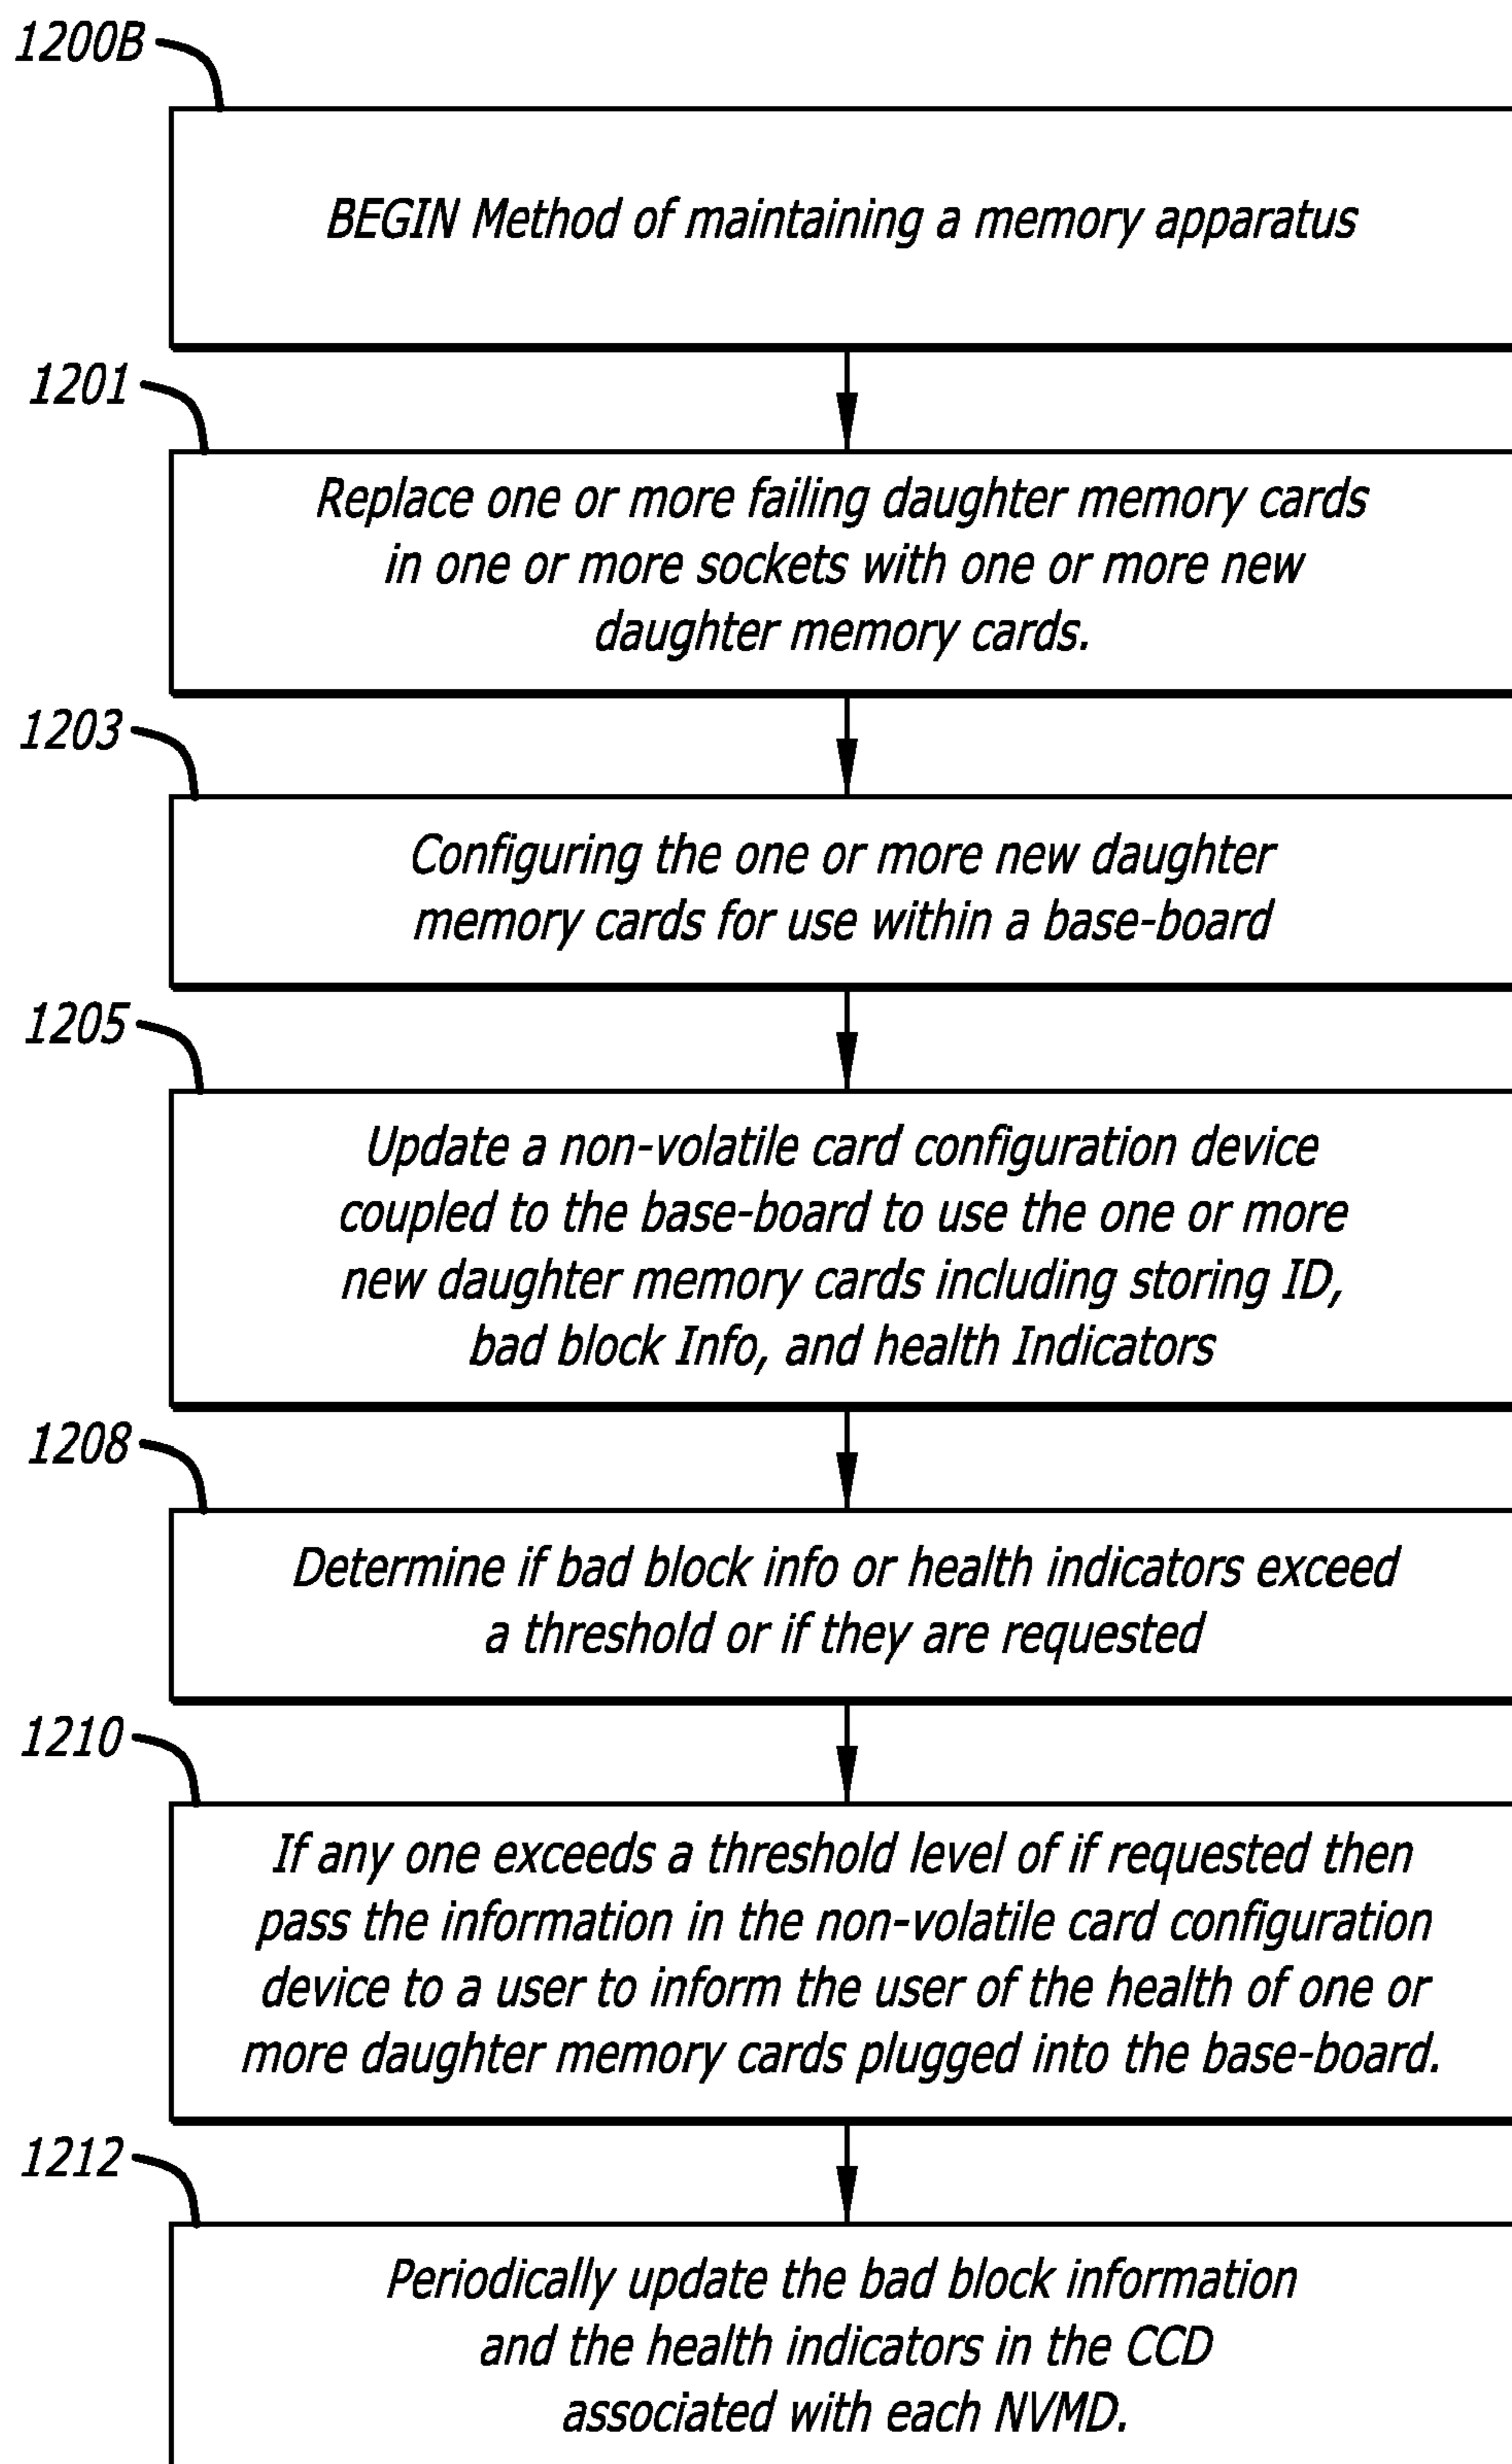 1200B
BEGIN Method of maintaining a memory apparatus
1201
Replace one or more failing daughter memory cards
in one or more sockets with one or more new
daughter memory cards.
1203
Configuring the one or more new daughter
memory cards for use within a base-board
1205
Update a non-volatile card configuration device
coupled to the base-board to use the one or more
new daughter memory cards including storing ID,
bad block Info, and health Indicators
1208
Determine if bad block info or health indicators exceed
a threshold or if they are requested
1210
If any one exceeds a threshold level of if requested then
pass the information in the non-volatile card configuration
device to a user to inform the user of the health of one or
more daughter memory cards plugged into the base-board.
1212
Periodically update the bad block information
and the health indicators in the CCD
associated with each NVMD.